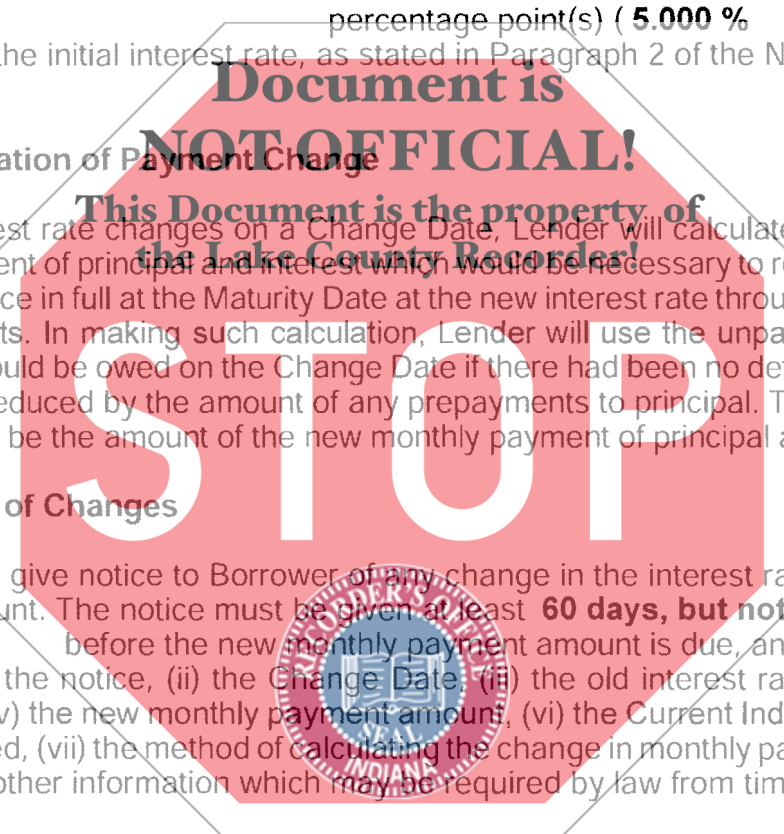 percentage point(s) ( 5.000 %
the initial interest rate, as stated in Paragraph 2 of the N
Document is
NOT OFFICIAL!
ation of Payment Change
This Document is the property of
the Lake County Recorder!
est rate changes on a Change Date, Lender will calculate
ent of principal and interest which would be necessary to r
ce in full at the Maturity Date at the new interest rate throu
ts. In making such calculation, Lender will use the unpa
uld be owed on the Change Date if there had been no de
educed by the amount of any prepayments to principal. T
be the amount of the new monthly payment of principal a
STOP
of Changes
give notice to Borrower of any change in the interest ra
unt. The notice must be given at least 60 days, but not
before the new monthly payment amount is due, an
the notice, (ii) the Change Date, (iii) the old interest ra
v) the new monthly payment amount, (vi) the Current Ind
ed, (vii) the method of calculating the change in monthly pa
other information which may be required by law from tim
RECORDER'S OFFICE
SEAL
INDIANA